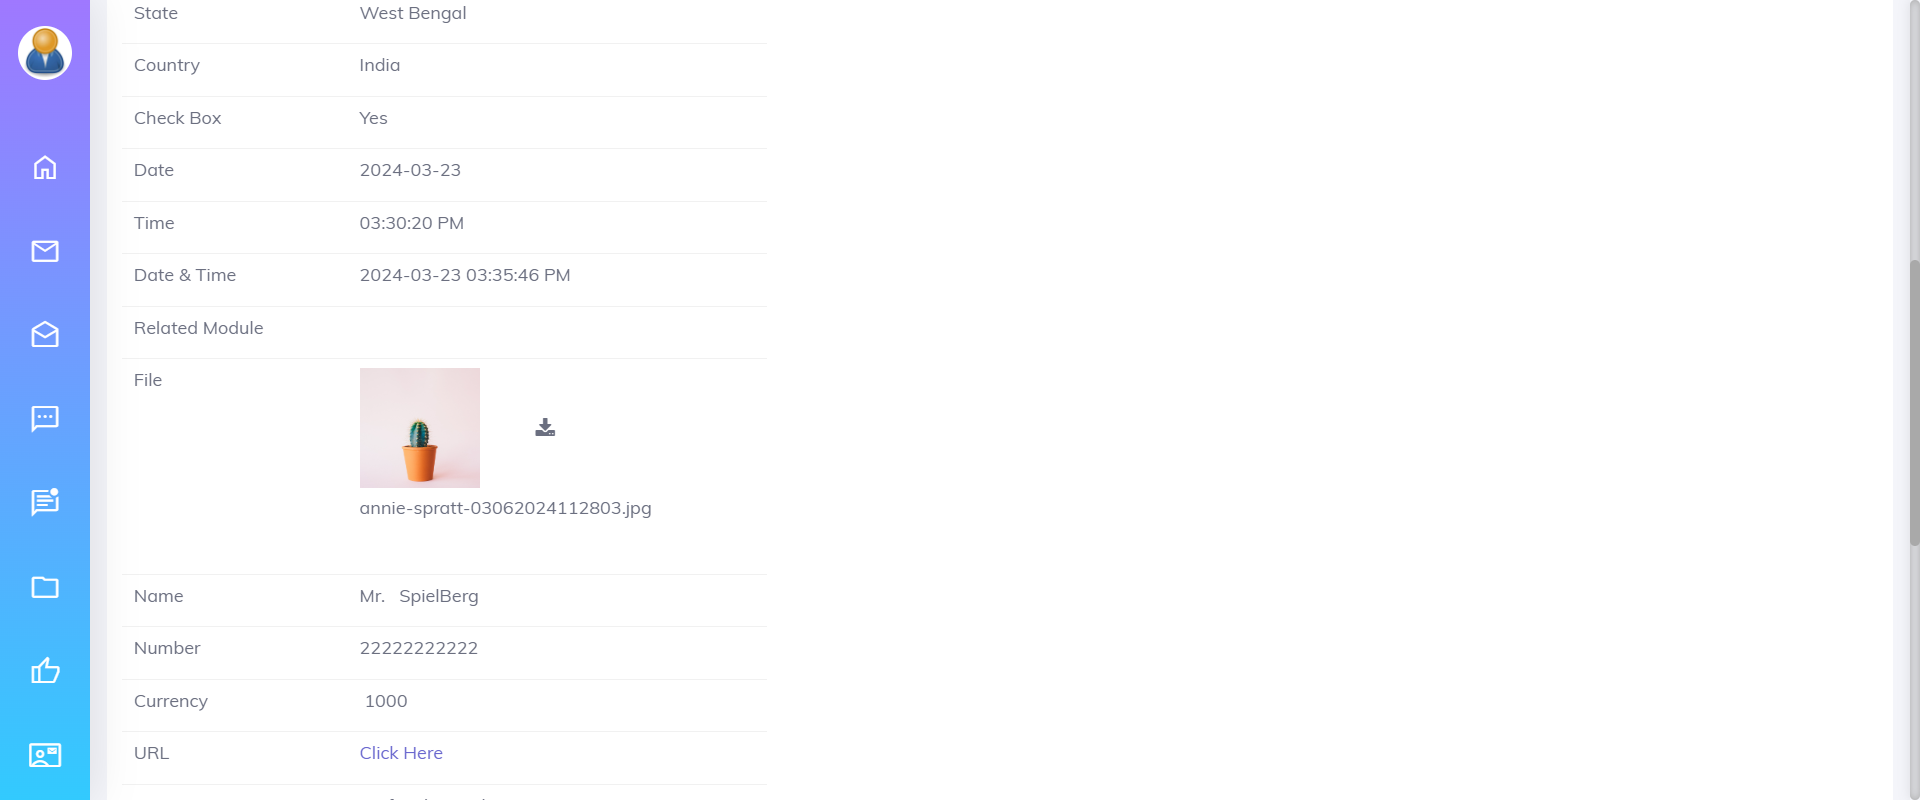 State West Bengal
Country India
Check Box Yes
Date 2024-03-23
Time 03:30:20 PM
Date & Time 2024-03-23 03:35:46 PM
Related Module
File
annie-spratt-03062024112803.jpg
Name Mr. SpielBerg
Number 22222222222
Currency 1000
URL Click Here